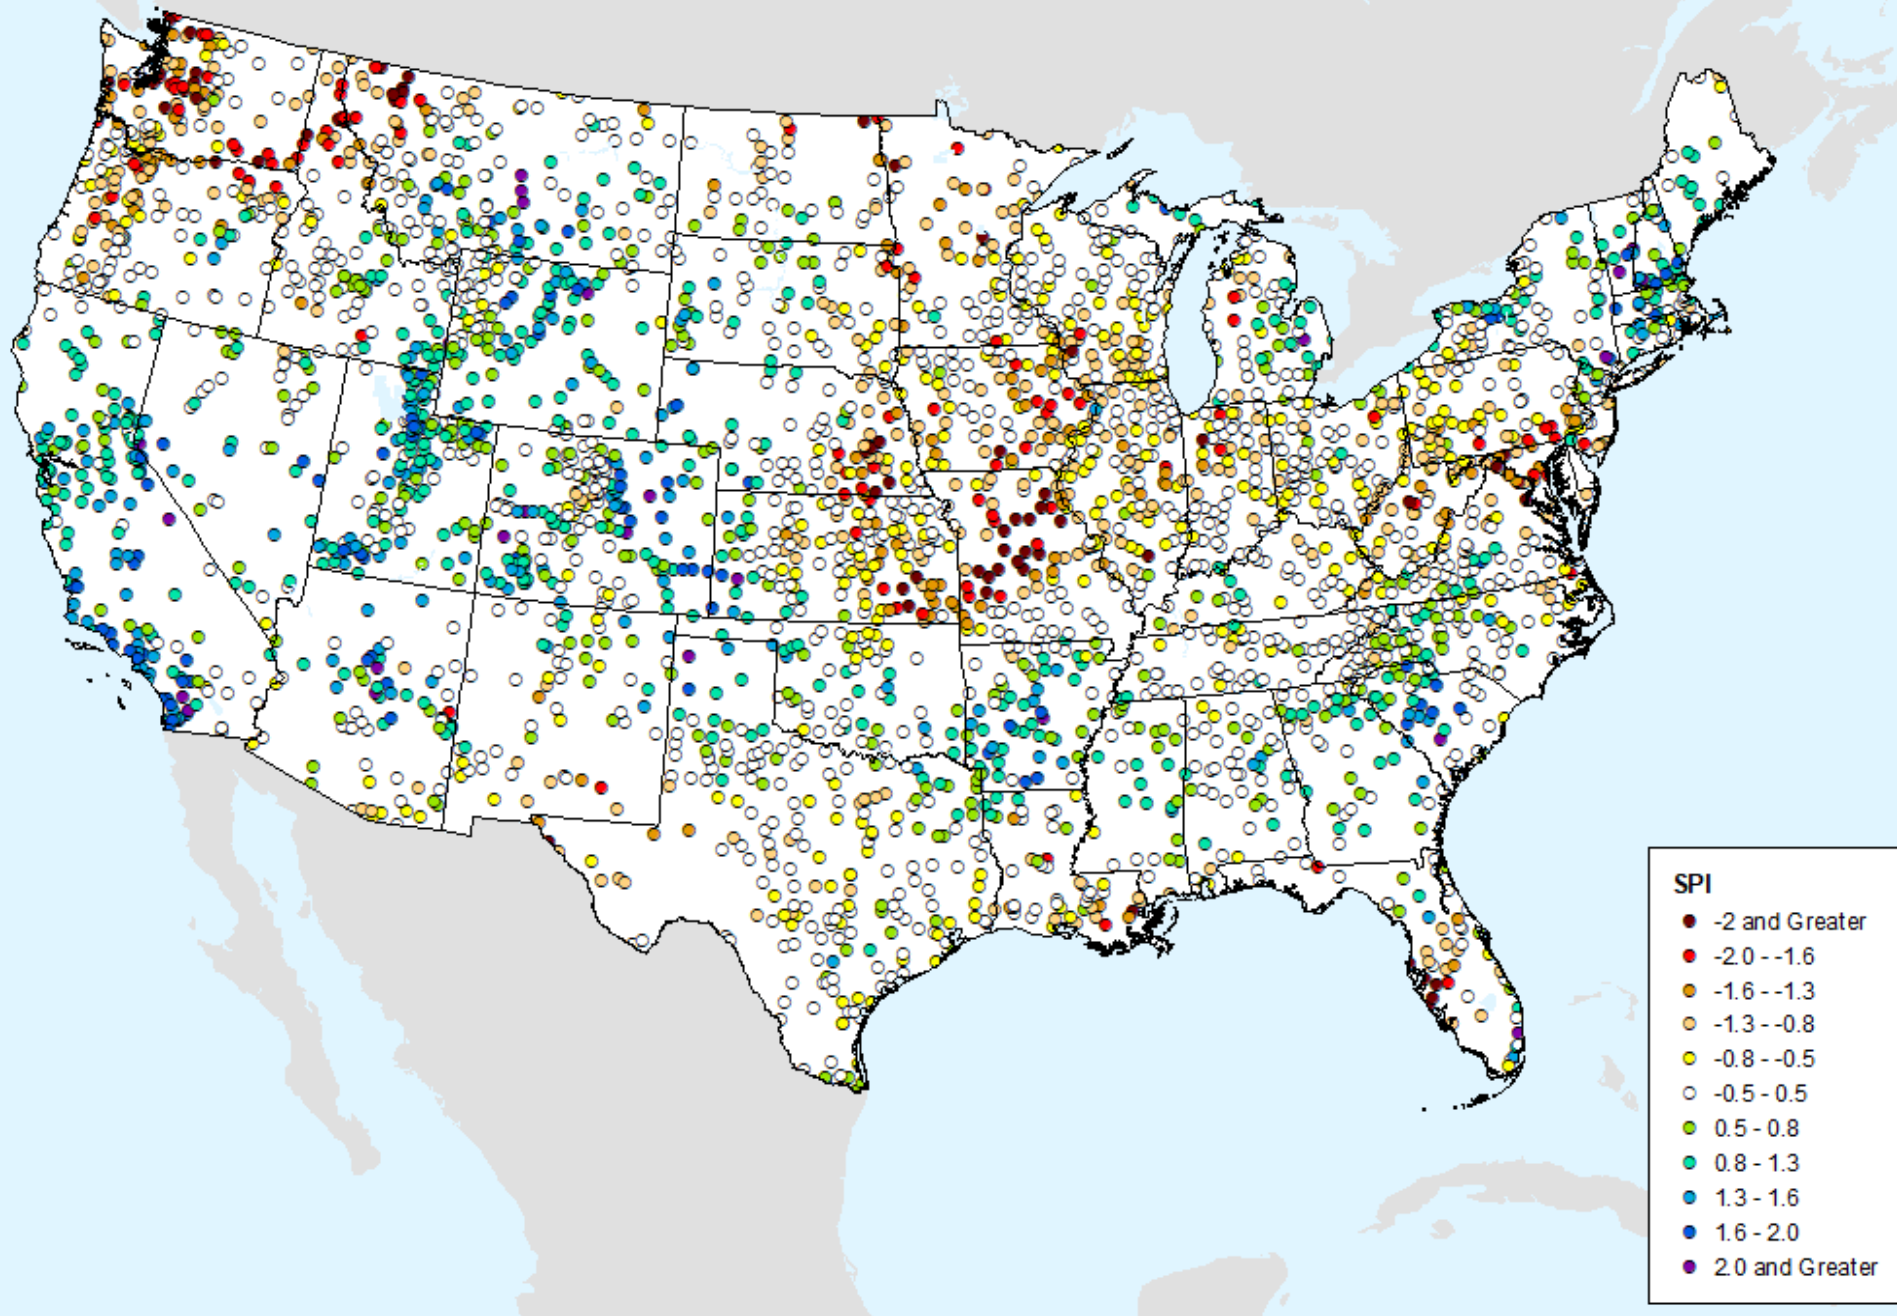 SPI
-2 and Greater
-2.0 - -1.6
-1.6 - -1.3
-1.3 - -0.8
-0.8 - -0.5
-0.5 - 0.5
0.5 - 0.8
0.8 - 1.3
1.3 - 1.6
1.6 - 2.0
2.0 and Greater